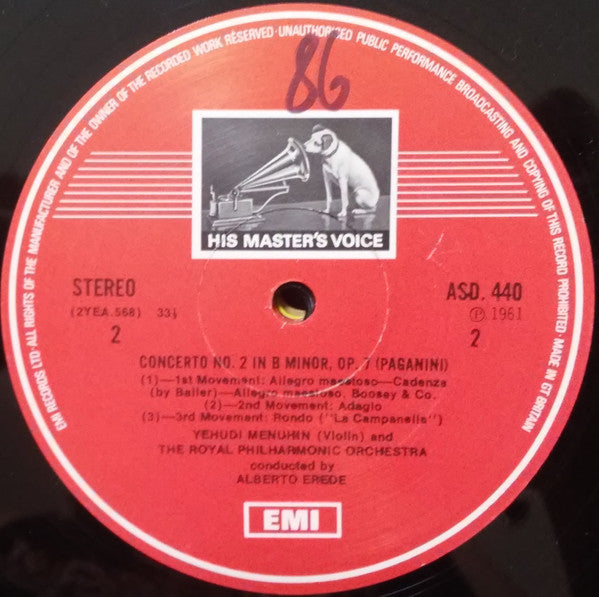 EMI RECORDS LTD·ALL RIGHTS OF THE MANUFACTURER AND OF THE OWNER OF THE RECORDED WORK RESERVED·UNAUTHORISED PUBLIC PERFORMANCE BROADCASTING AND COPYING OF THIS RECORD PROHIBITED·MADE IN GT BRITAIN
86
HIS MASTER'S VOICE
STEREO ASD. 440
(2YEA.568) 33⅓ ℗ 1961
2 2
CONCERTO NO. 2 IN B MINOR, OP. 7 (PAGANINI)
(1)—1st Movement: Allegro maestoso—Cadenza
(by Baller)—Allegro maestoso, Boosey & Co.
(2)—2nd Movement: Adagio
(3)—3rd Movement: Rondo ("La Campanella")
YEHUDI MENUHIN (Violin) and
THE ROYAL PHILHARMONIC ORCHESTRA
conducted by
ALBERTO EREDE
EMI